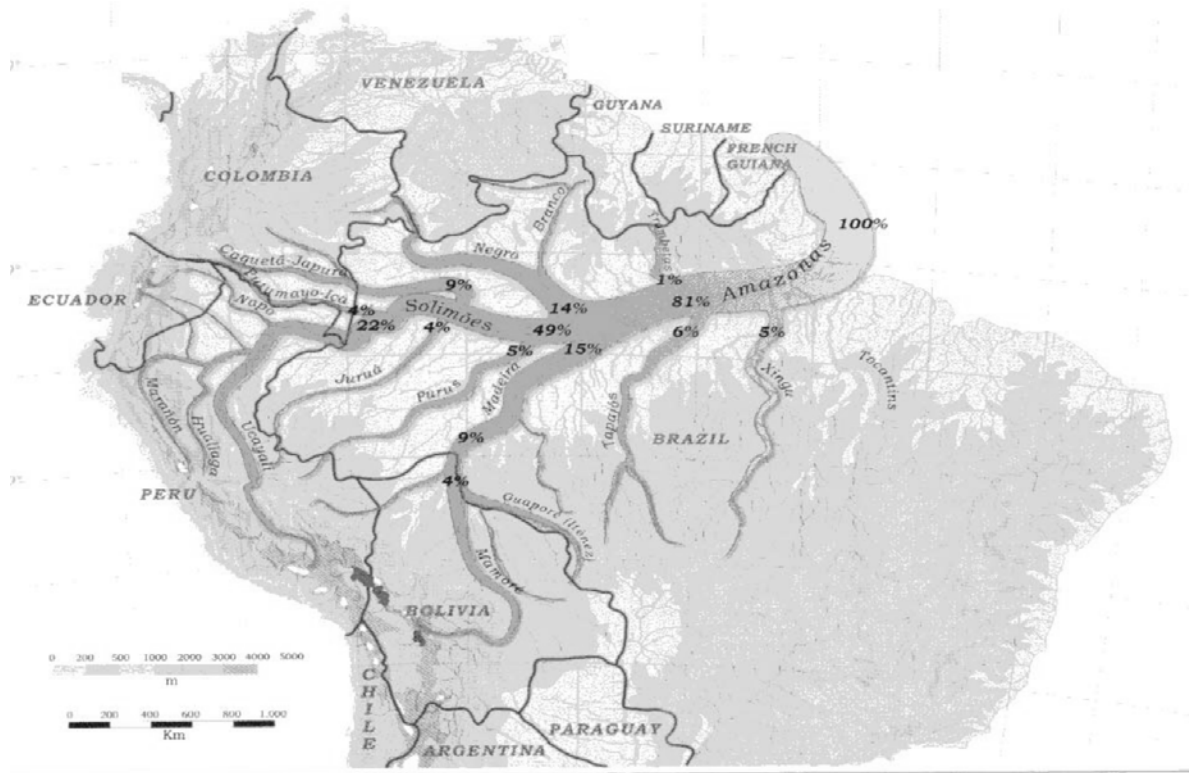 VENEZUELA
GUYANA
SURINAME
FRENCH
GUIANA
COLOMBIA
Branco
Trombeta
100%
Negro
Caquetá-Japurá
Amazonas
Putumayo-Içá
9%
1%
ECUADOR
Napo
4%
14%
81%
22%
4%
Solimões
49%
6%
5%
5%
15%
Juruá
Purus
Madeira
Xingu
Tocantins
Marañón
Huallaga
Ucayali
Tapajós
BRAZIL
9%
4%
PERU
Guaporé (Iténez)
Mamoré
BOLIVIA
0 200 500 1000 2000 3000 4000 5000
m
CHILE
0 200 400 600 800 1.000
Km
PARAGUAY
ARGENTINA